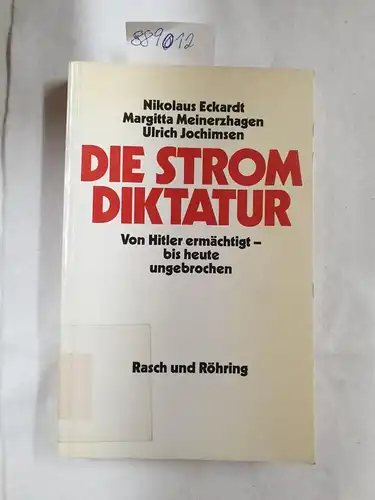 889012
Nikolaus Eckardt
Margitta Meinerzhagen
Ulrich Jochimsen
DIE STROM
DIKTATUR
Von Hitler ermächtigt –
bis heute
ungebrochen
Rasch und Röhring